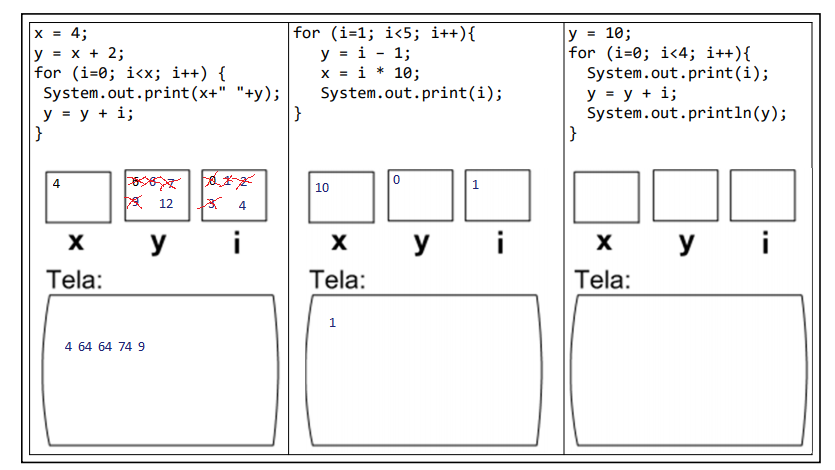 x = 4;
y = x + 2;
for (i=0; i<x; i++) {
System.out.print(x+" "+y);
y = y + i;
}
4
6 6 7
9 12
0 1 2
3 4
x y i
Tela:
4 64 64 74 9
for (i=1; i<5; i++){
y = i – 1;
x = i * 10;
System.out.print(i);
}
10
0
1
x y i
Tela:
1
y = 10;
for (i=0; i<4; i++){
System.out.print(i);
y = y + i;
System.out.println(y);
}
x y i
Tela: